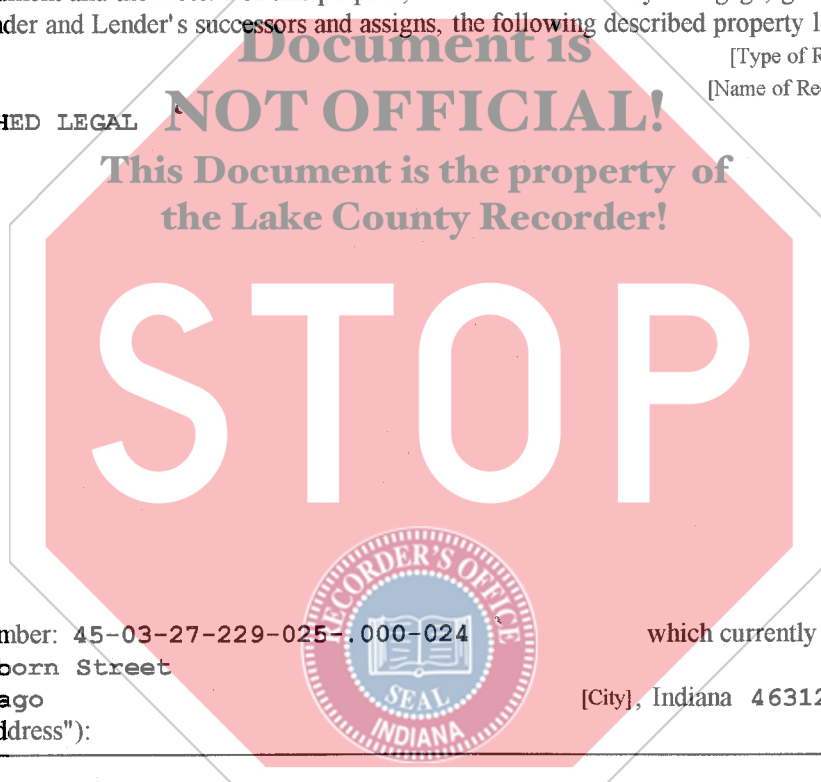 nder and Lender's successors and assigns, the following described property l
Document is
[Type of R
[Name of Re
HED LEGAL
NOT OFFICIAL!
This Document is the property of
the Lake County Recorder!
STOP
RECORDER'S OFFICE
SEAL
INDIANA
mber: 45-03-27-229-025-.000-024 which currently
born Street
ago [City], Indiana 46312
ddress"):